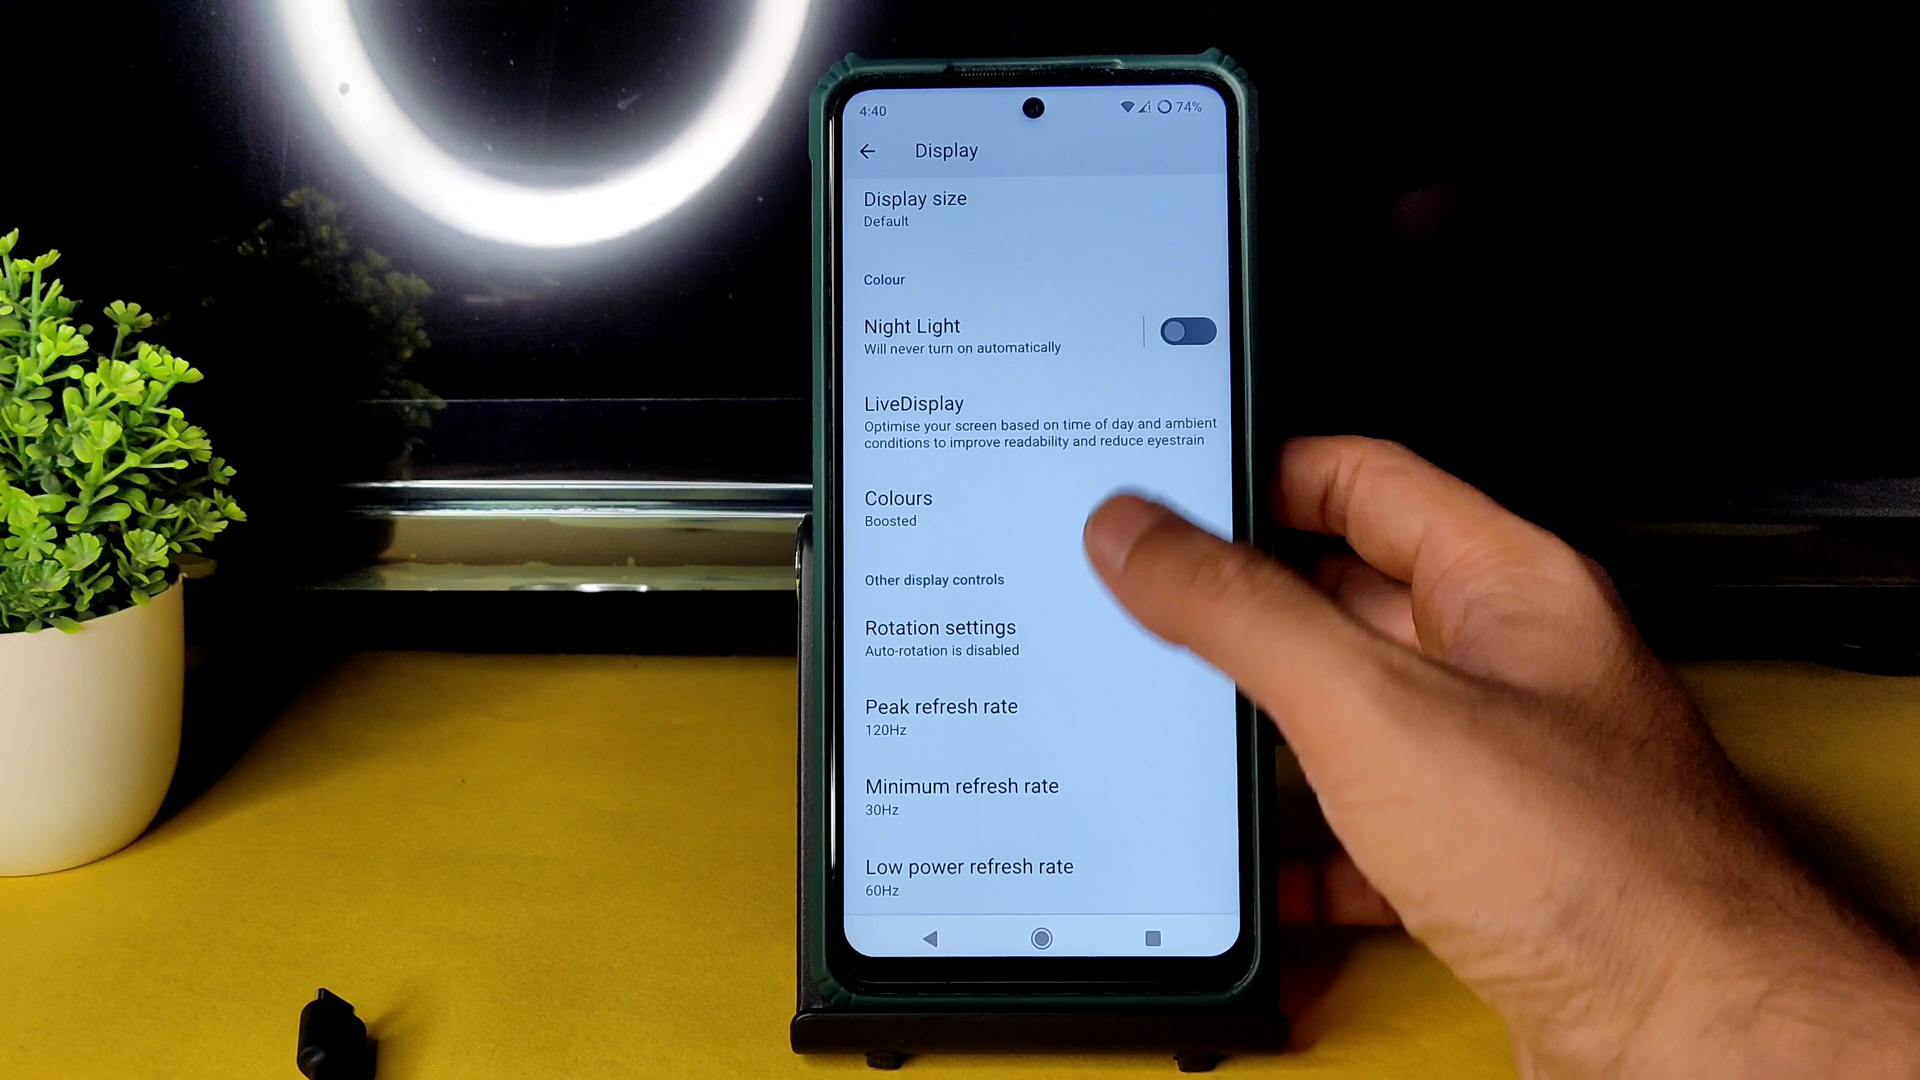 4:40
74%
Display
Display size
Default
Colour
Night Light
Will never turn on automatically
LiveDisplay
Optimise your screen based on time of day and ambient
conditions to improve readability and reduce eyestrain
Colours
Boosted
Other display controls
Rotation settings
Auto-rotation is disabled
Peak refresh rate
120Hz
Minimum refresh rate
30Hz
Low power refresh rate
60Hz